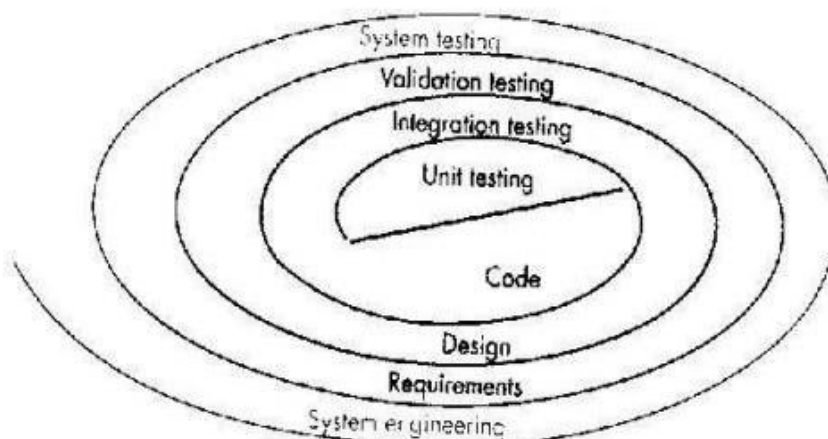 System testing
Validation testing
Integration testing
Unit testing
Code
Design
Requirements
System engineering